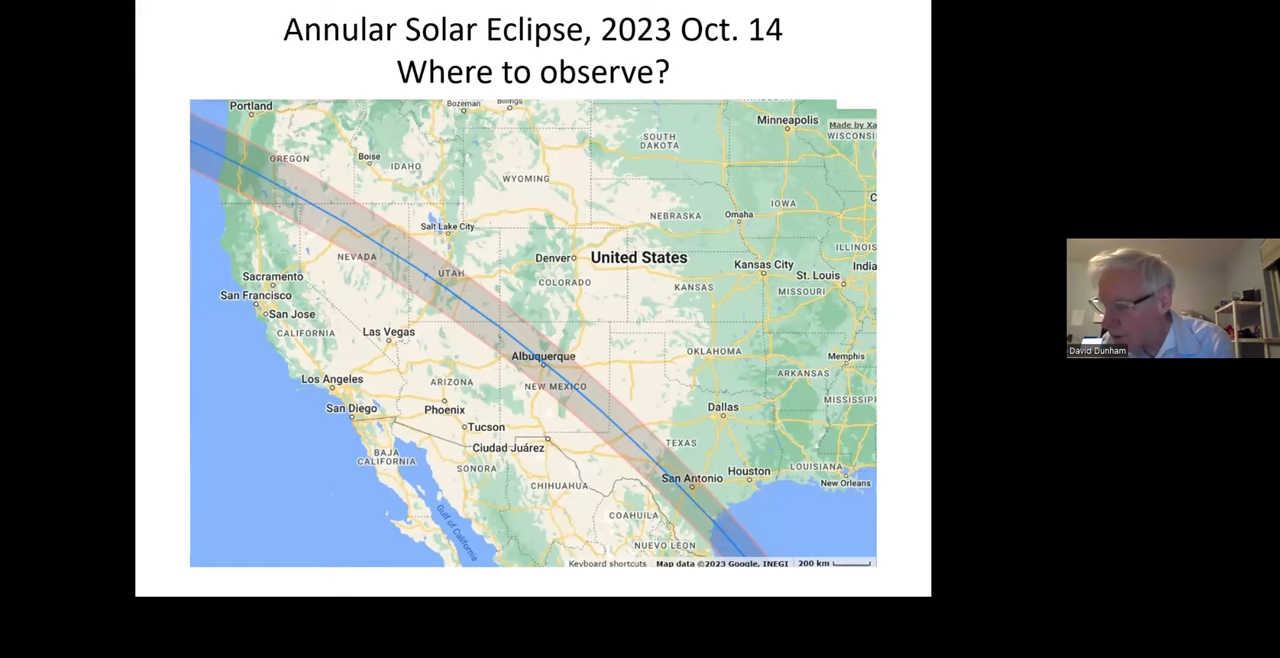 Annular Solar Eclipse, 2023 Oct. 14
Where to observe?
Portland
Bozeman
Billings
Minneapolis
Made by Xa
WISCONSI
SOUTH
DAKOTA
OREGON
Boise
IDAHO
WYOMING
IOWA
C
NEBRASKA
Omaha
Salt Lake City
ILLINOIS
NEVADA
Denver
United States
Kansas City
India
St. Louis
Sacramento
UTAH
COLORADO
KANSAS
MISSOURI
San Francisco
San Jose
CALIFORNIA
Las Vegas
Albuquerque
OKLAHOMA
Memphis
Los Angeles
ARIZONA
NEW MEXICO
ARKANSAS
San Diego
Phoenix
Dallas
MISSISSIP
Tucson
Ciudad Juárez
TEXAS
BAJA
CALIFORNIA
SONORA
San Antonio
Houston
LOUISIANA
New Orleans
CHIHUAHUA
Gulf of California
COAHUILA
NUEVO LEON
Keyboard shortcuts
Map data ©2023 Google, INEGI
200 km
David Dunham